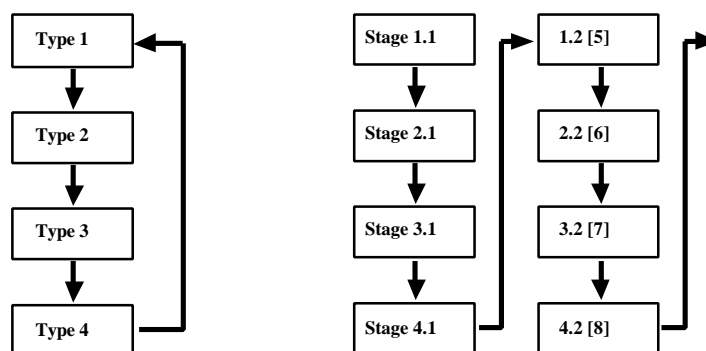 Type 1
Type 2
Type 3
Type 4
Stage 1.1
Stage 2.1
Stage 3.1
Stage 4.1
1.2 [5]
2.2 [6]
3.2 [7]
4.2 [8]